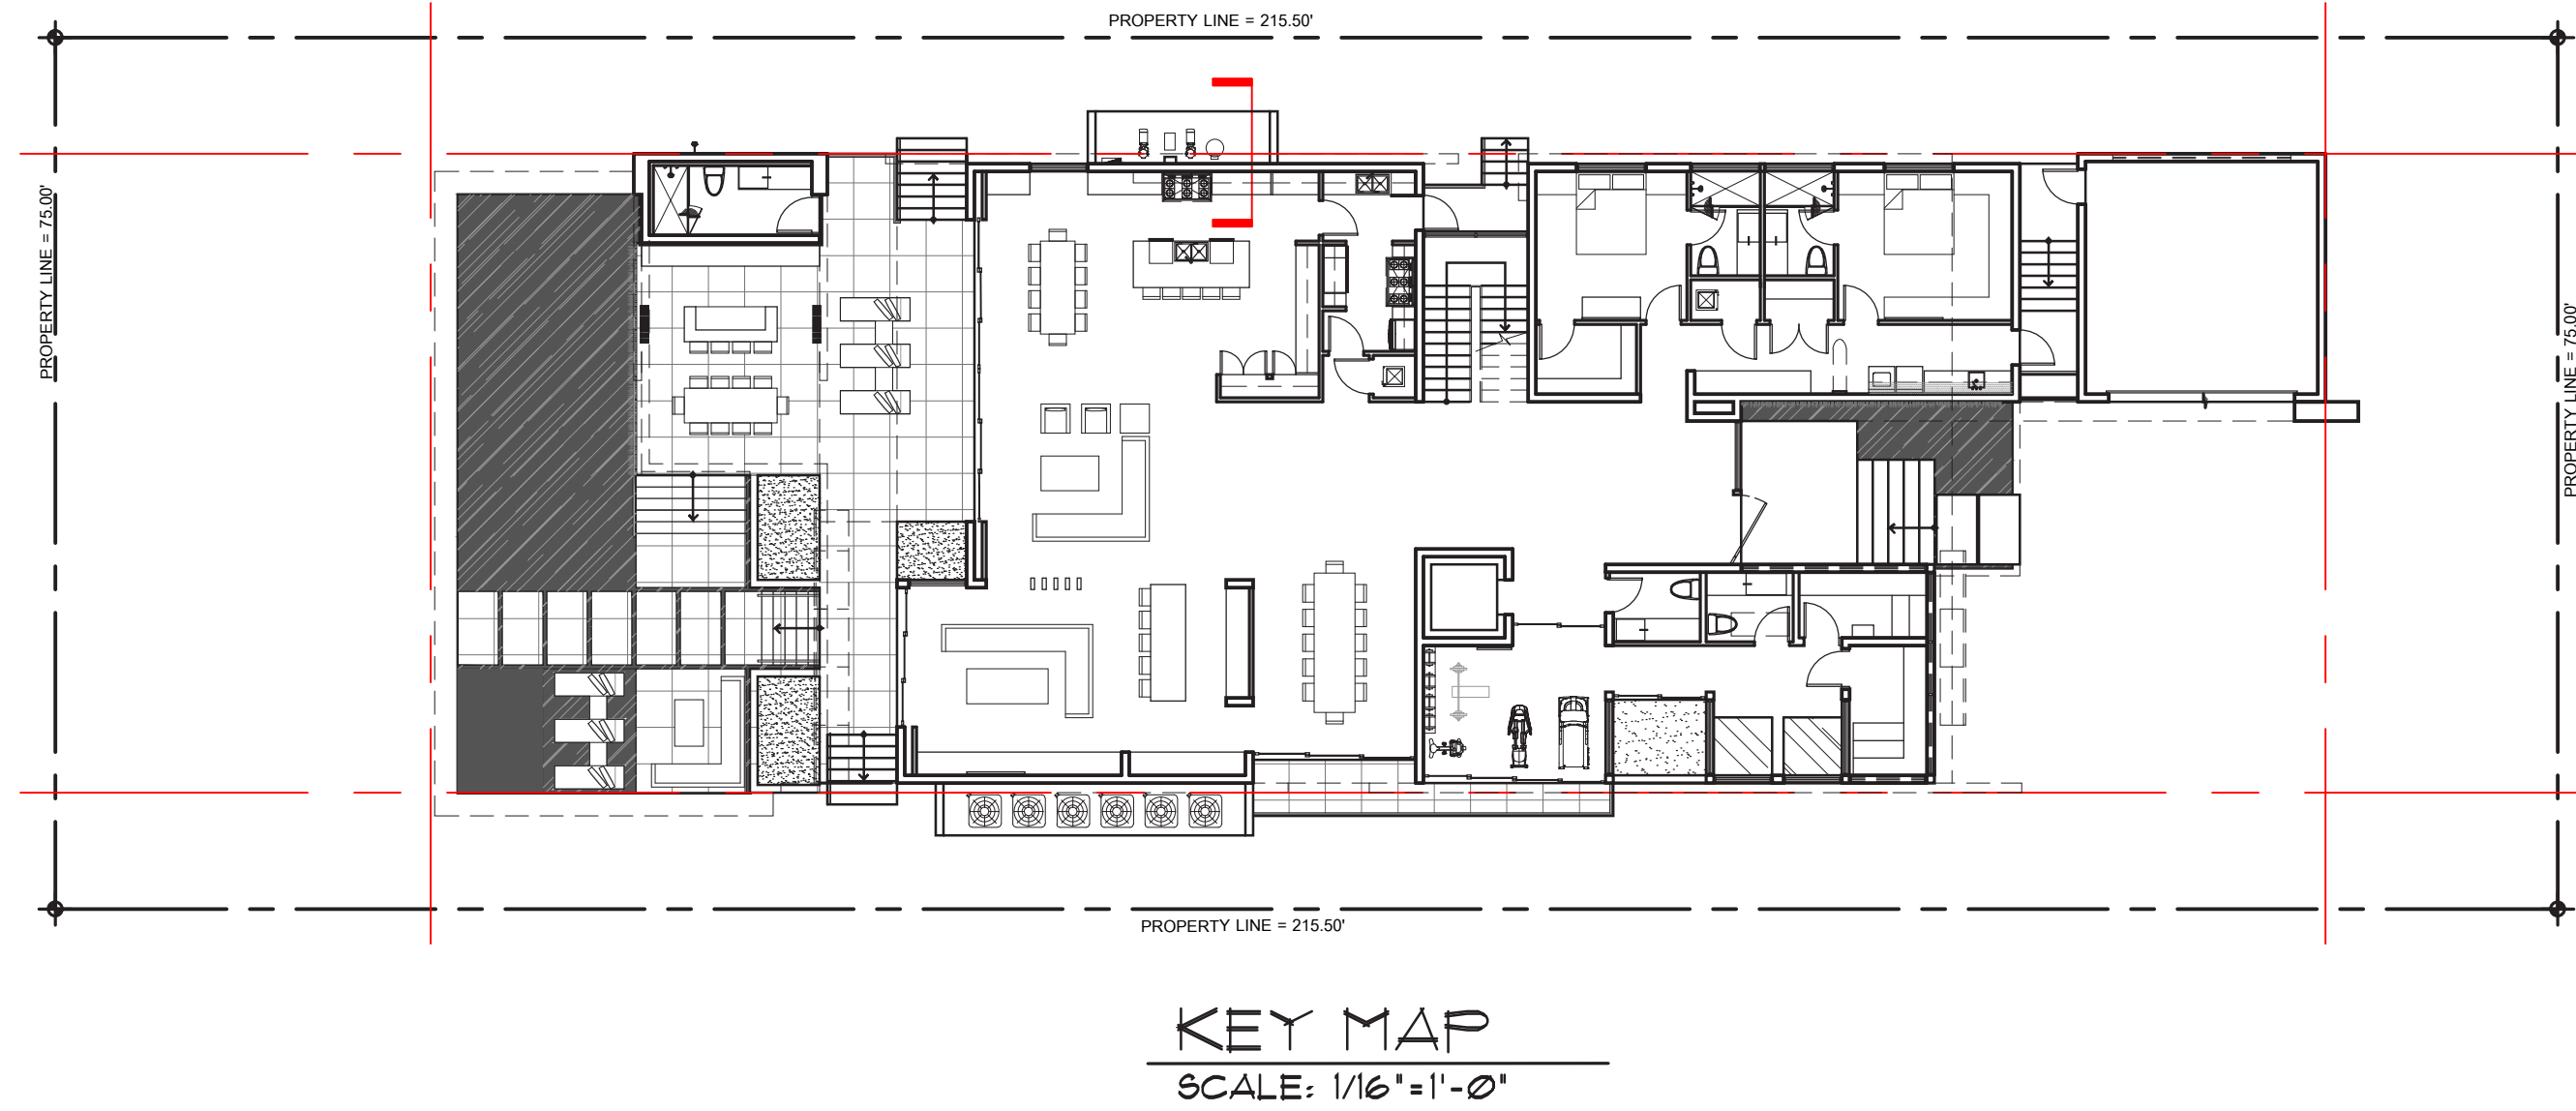 PROPERTY LINE = 215.50'
PROPERTY LINE = 75.00'
PROPERTY LINE = 75.00'
PROPERTY LINE = 215.50'
KEY MAP
SCALE: 1/16"=1'-0"